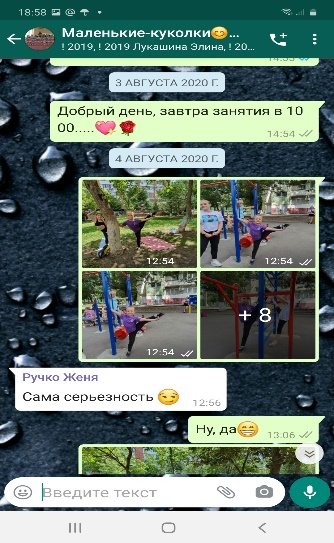 18:58
Маленькие-куколки😊...
! 2019, ! 2019 Лукашина Элина, ! 20...
14:55
3 АВГУСТА 2020 Г.
Добрый день, завтра занятия в 10
00.....💖🌹
14:54
4 АВГУСТА 2020 Г.
12:54
12:54
12:54
+ 8
Ручко Женя
Сама серьезность 😏
12:56
Ну, да😁
13:06
Введите текст